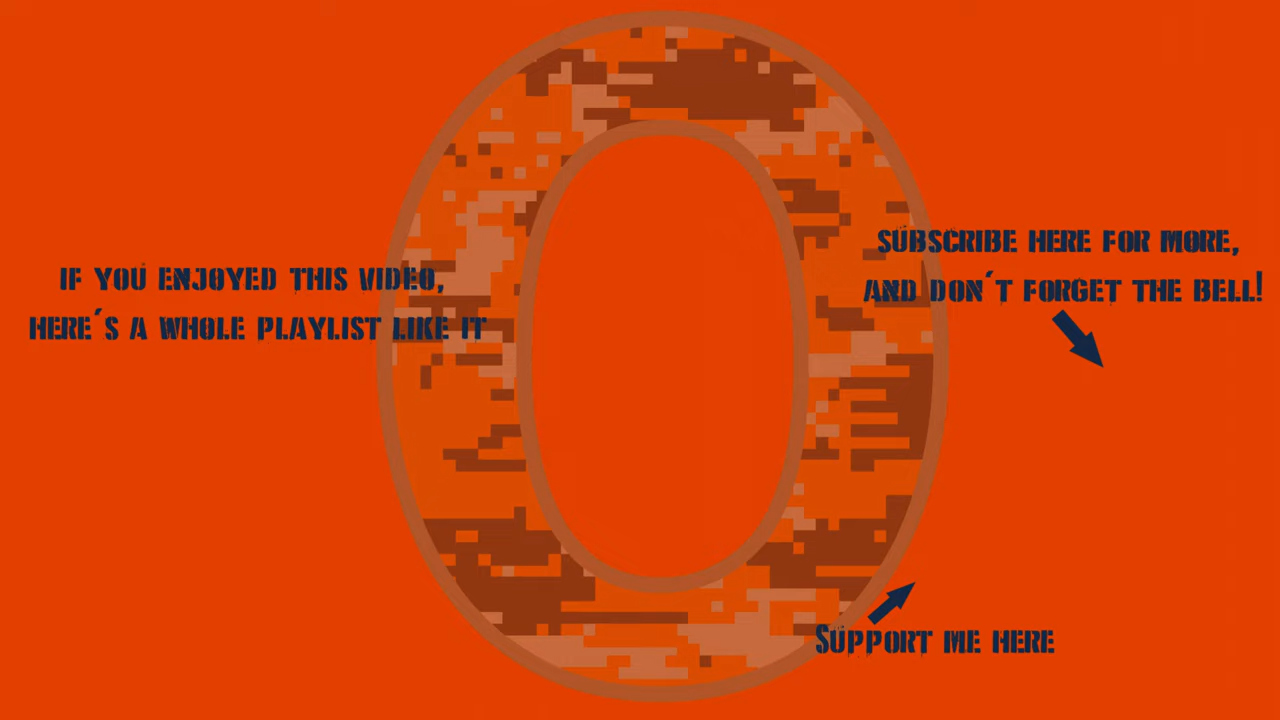 IF YOU ENJOYED THIS VIDEO,
HERE'S A WHOLE PLAYLIST LIKE IT
SUBSCRIBE HERE FOR MORE,
AND DON'T FORGET THE BELL!
SUPPORT ME HERE
O